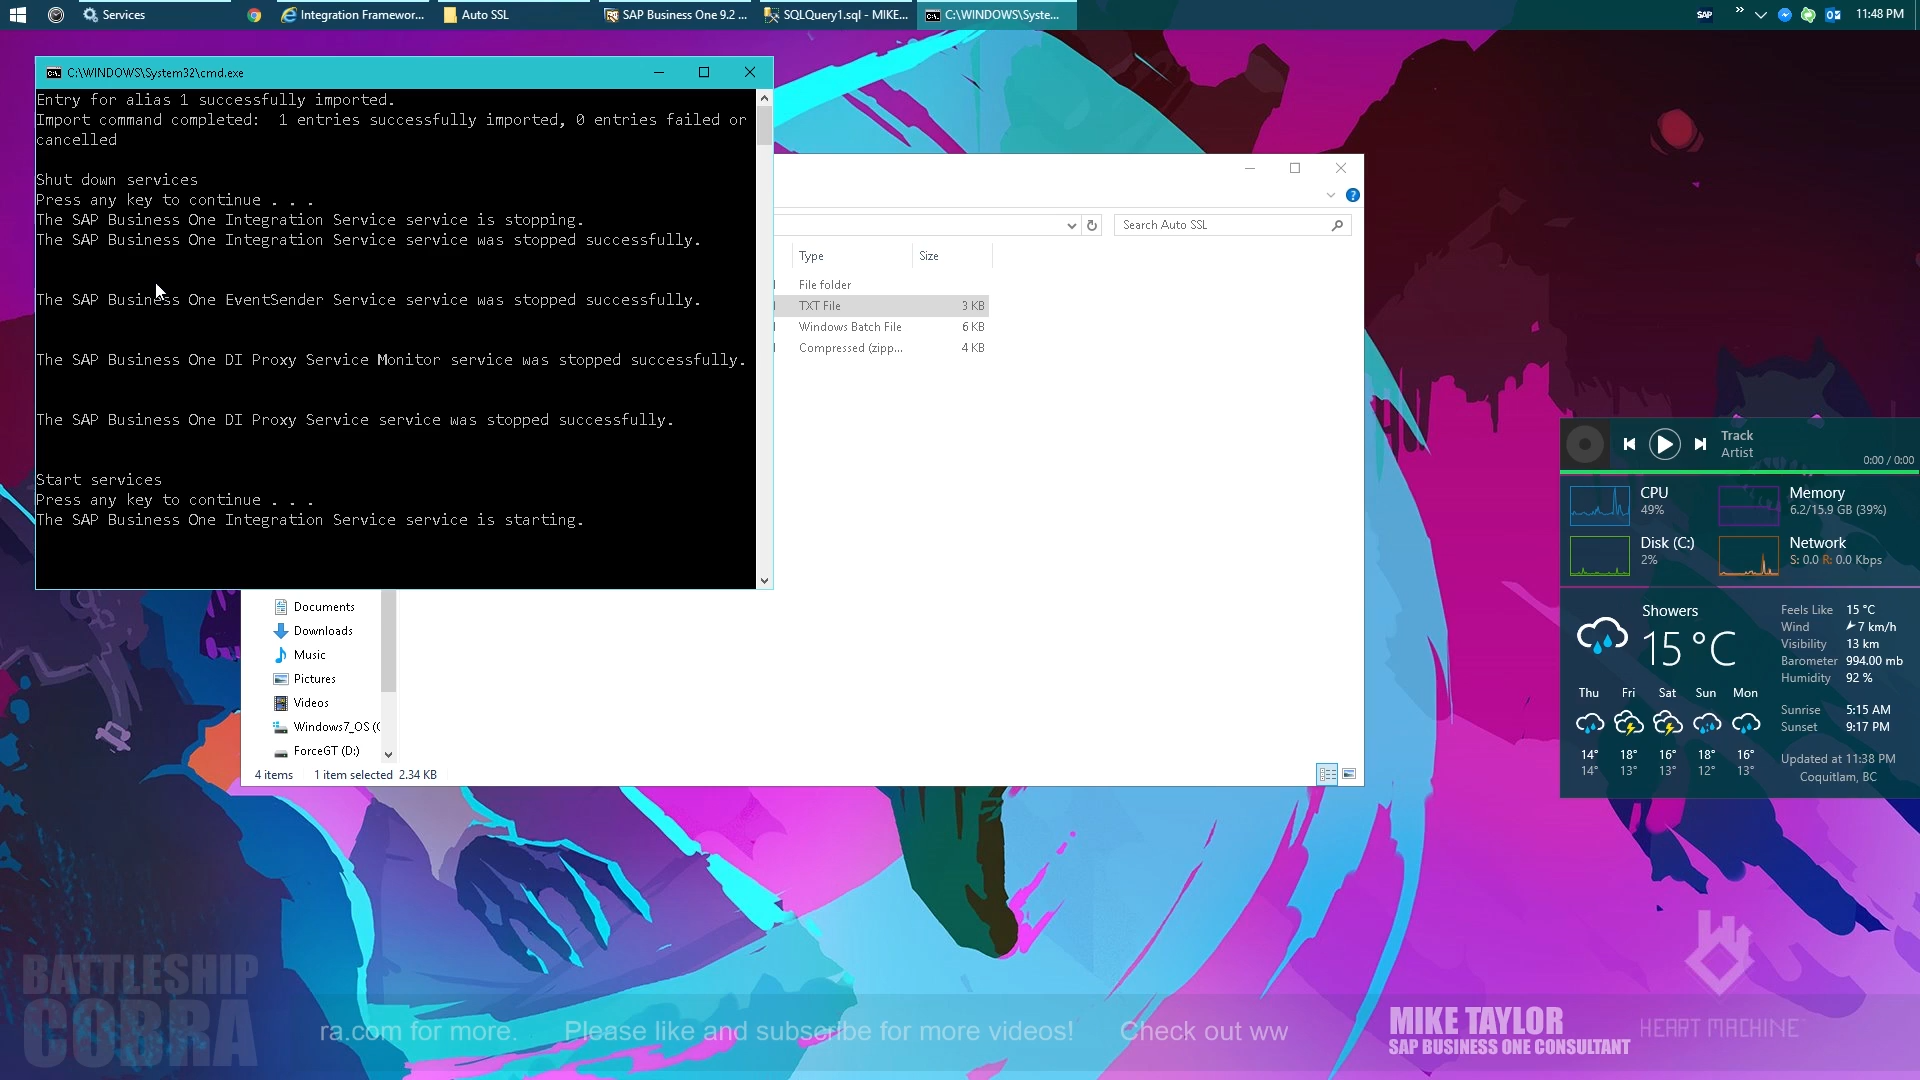 Services
Integration Framewor...
Auto SSL
SAP Business One 9.2 ...
SQLQuery1.sql - MIKE...
C:\WINDOWS\Syste...
SAP
»
11:48 PM
C:\WINDOWS\System32\cmd.exe
Entry for alias 1 successfully imported.
Import command completed:  1 entries successfully imported, 0 entries failed or
cancelled
Shut down services
Press any key to continue . . .
The SAP Business One Integration Service service is stopping.
The SAP Business One Integration Service service was stopped successfully.
The SAP Business One EventSender Service service was stopped successfully.
The SAP Business One DI Proxy Service Monitor service was stopped successfully.
The SAP Business One DI Proxy Service service was stopped successfully.
Start services
Press any key to continue . . .
The SAP Business One Integration Service service is starting.
Search Auto SSL
Type Size
File folder
TXT File 3 KB
Windows Batch File 6 KB
Compressed (zipp... 4 KB
Documents
Downloads
Music
Pictures
Videos
Windows7_OS (C
ForceGT (D:)
4 items 1 item selected 2.34 KB
Track
Artist
0:00 / 0:00
CPU
49%
Memory
6.2/15.9 GB (39%)
Disk (C:)
2%
Network
S: 0.0 R: 0.0 Kbps
Showers
15 °C
Feels Like 15 °C
Wind 7 km/h
Visibility 13 km
Barometer 994.00 mb
Humidity 92 %
Thu Fri Sat Sun Mon
14° 18° 16° 18° 16°
14° 13° 13° 12° 13°
Sunrise 5:15 AM
Sunset 9:17 PM
Updated at 11:38 PM
Coquitlam, BC
BATTLESHIP
COBRA
ra.com for more. Please like and subscribe for more videos! Check out ww
MIKE TAYLOR
SAP BUSINESS ONE CONSULTANT
HEART MACHINE